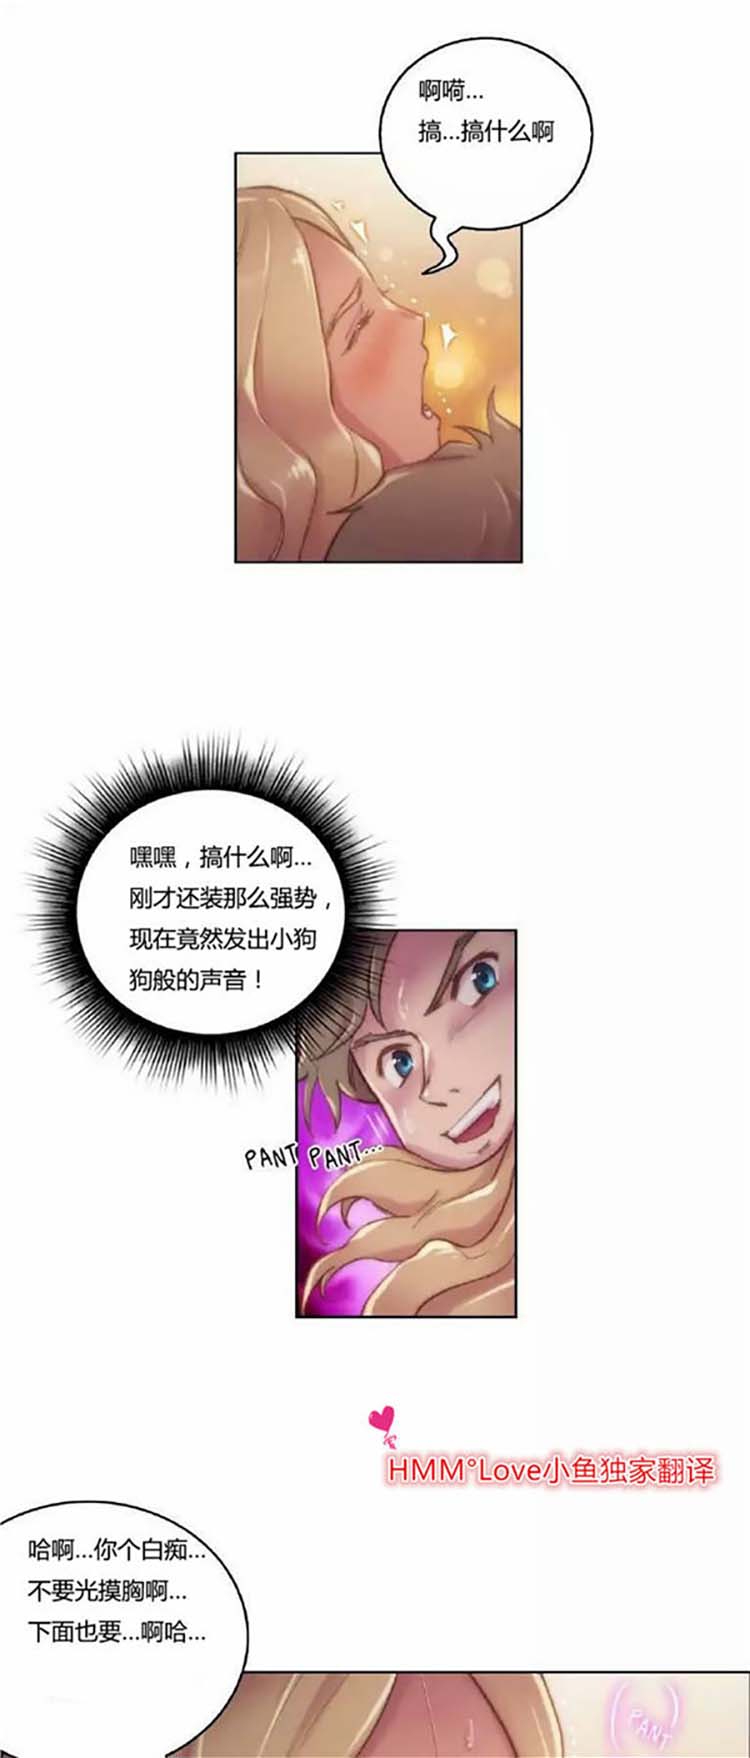 啊嗬...
搞...搞什么啊
嘿嘿，搞什么啊...
刚才还装那么强势，
现在竟然发出小狗
狗般的声音！
PANT PANT...
HMM°Love小鱼独家翻译
哈啊...你个白痴...
不要光摸胸啊...
下面也要...啊哈...
PANT